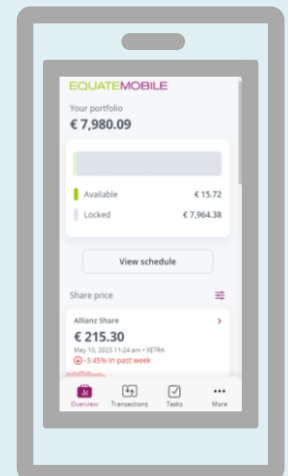 EQUATEMOBILE
Your portfolio
€ 7,980.09
Available € 15.72
Locked € 7,964.38
View schedule
Share price
Allianz Share
€ 215.30
May 10, 2023 11:24 am • XETRA
-3.45% in past week
Overview Transactions Tasks More